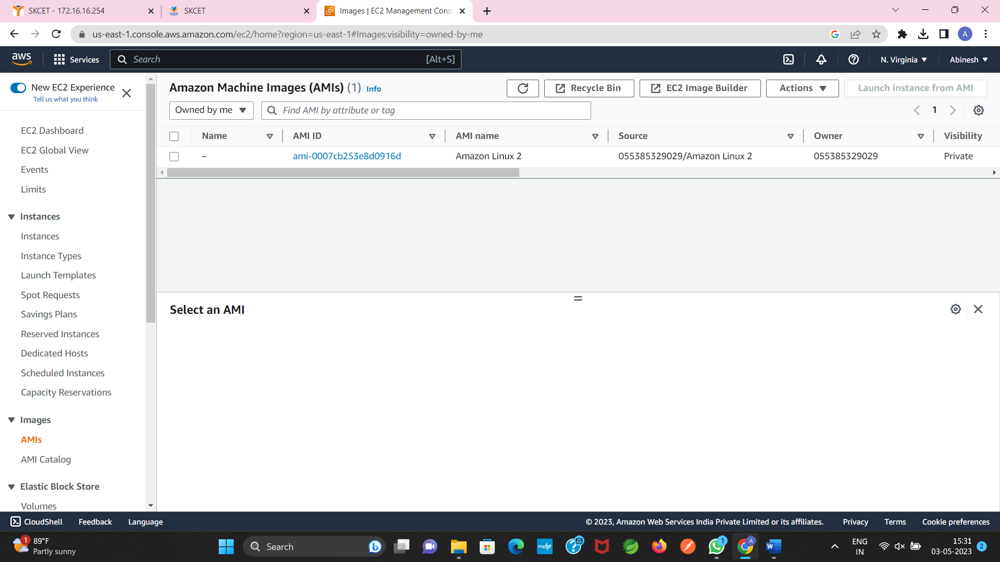 SKCET - 172.16.16.254
SKCET
Images | EC2 Management Cons
us-east-1.console.aws.amazon.com/ec2/home?region=us-east-1#Images:visibility=owned-by-me
A
aws
Services
Search
[Alt+S]
N. Virginia
Abinesh
New EC2 Experience
Tell us what you think
EC2 Dashboard
EC2 Global View
Events
Limits
Instances
Instances
Instance Types
Launch Templates
Spot Requests
Savings Plans
Reserved Instances
Dedicated Hosts
Scheduled Instances
Capacity Reservations
Images
AMIs
AMI Catalog
Elastic Block Store
Volumes
Amazon Machine Images (AMIs) (1) Info
Recycle Bin
EC2 Image Builder
Actions
Launch instance from AMI
Owned by me
Find AMI by attribute or tag
1
Name AMI ID AMI name Source Owner Visibility
– ami-0007cb253e8d0916d Amazon Linux 2 055385329029/Amazon Linux 2 055385329029 Private
Select an AMI
CloudShell Feedback Language
© 2023, Amazon Web Services India Private Limited or its affiliates. Privacy Terms Cookie preferences
1
89°F
Partly sunny
Search
myhp
1
A
W
ENG
IN
15:31
03-05-2023
2